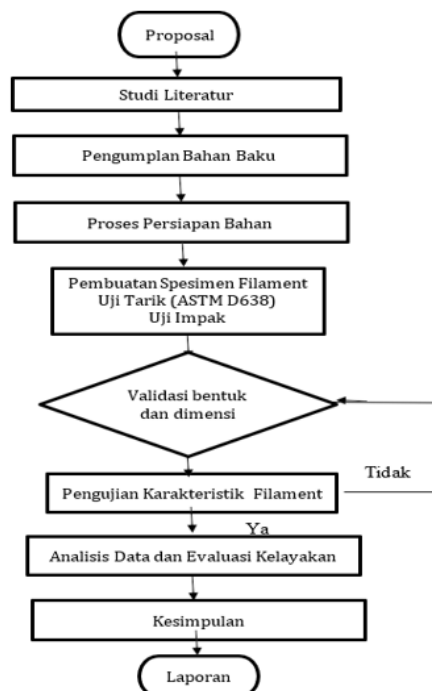 Proposal
Studi Literatur
Pengumplan Bahan Baku
Proses Persiapan Bahan
Pembuatan Spesimen Filament
Uji Tarik (ASTM D638)
Uji Impak
Validasi bentuk
dan dimensi
Tidak
Pengujian Karakteristik Filament
Ya
Analisis Data dan Evaluasi Kelayakan
Kesimpulan
Laporan